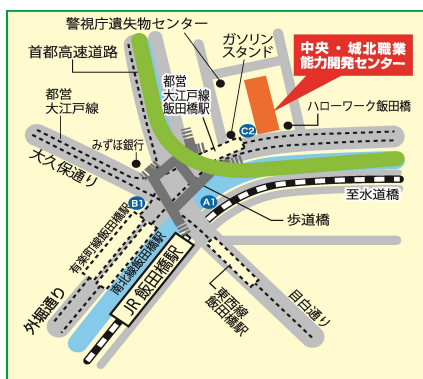 警視庁遺失物センター
ガソリン
スタンド
中央・城北職業
能力開発センター
首都高速道路
都営
大江戸線
飯田橋駅
都営
大江戸線
ハローワーク飯田橋
C2
みずほ銀行
大久保通り
B1
A1
至水道橋
歩道橋
有楽町線飯田橋駅
南北線飯田橋駅
JR 飯田橋駅
外堀通り
東西線
飯田橋駅
目白通り